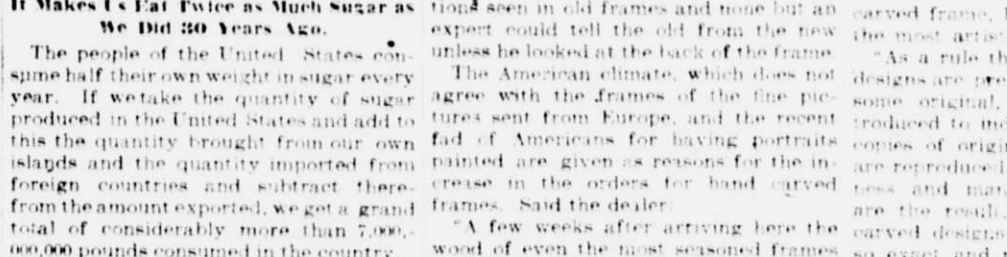 It Makes Us Eat Twice as Much Sugar as
We Did 30 Years Ago.
The people of the United States con-
sume half their own weight in sugar every
year. If we take the quantity of sugar
produced in the United States and add to
this the quantity brought from our own
islands and the quantity imported from
foreign countries and subtract there-
from the amount exported, we get a grand
total of considerably more than 7,000,-
000,000 pounds consumed in the country
tions seen in old frames and none but an
expert could tell the old from the new
unless he looked at the back of the frame.
The American climate, which does not
agree with the frames of the fine pic-
tures sent from Europe, and the recent
fad of Americans for having portraits
painted are given as reasons for the in-
crease in the orders for hand carved
frames. Said the dealer:
"A few weeks after arriving here the
wood of even the most seasoned frames
carved frame,
the most artis
"As a rule th
designs are pre
some original,
troduced to ind
copies of origi
are reproduced
ness and man
are the resul
carved designs
so exact and